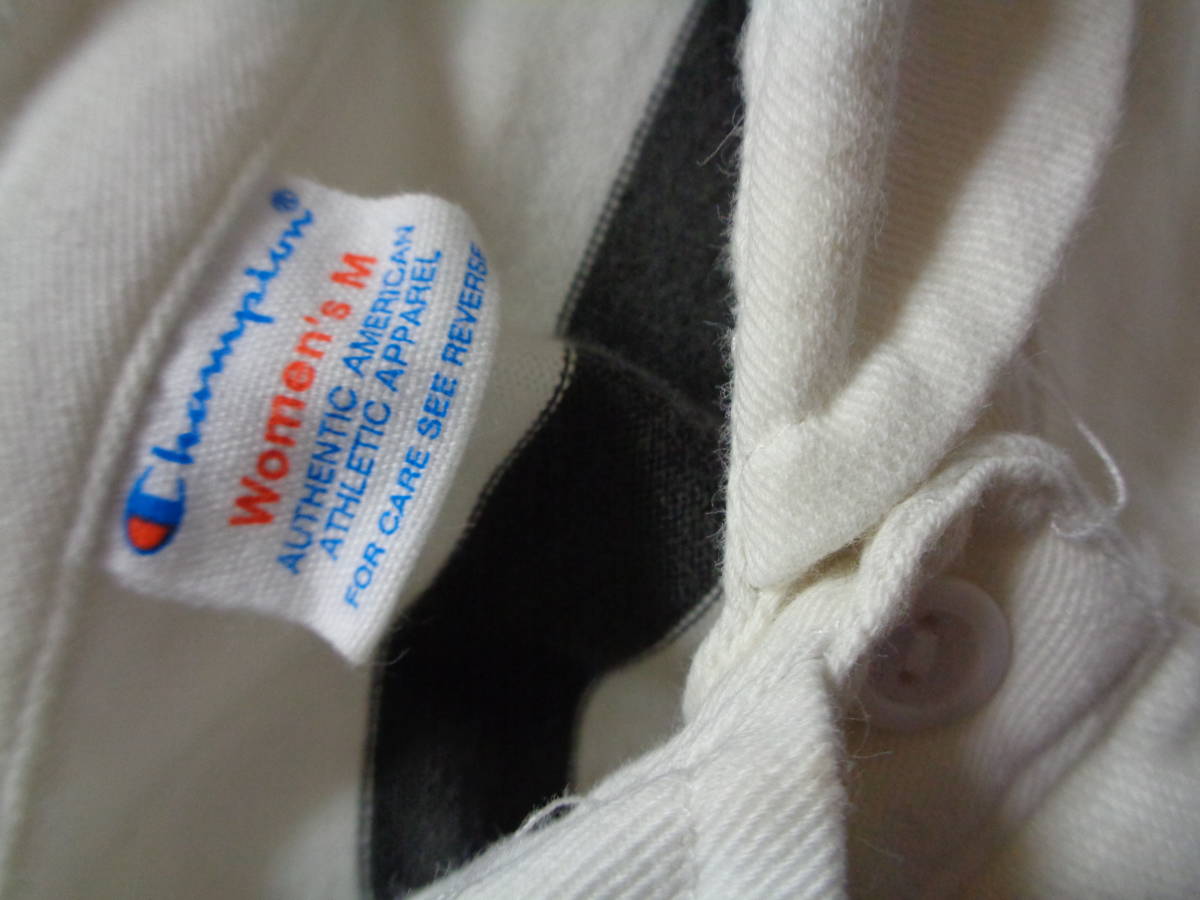 Champion®
Women's M
AUTHENTIC AMERICAN
ATHLETIC APPAREL
FOR CARE SEE REVERSE